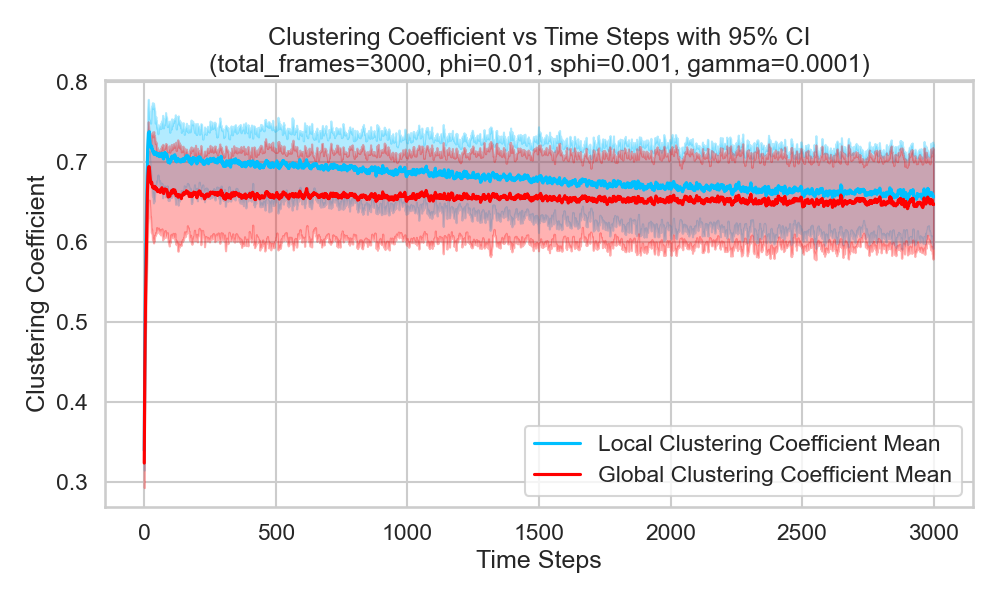 Clustering Coefficient vs Time Steps with 95% CI
(total_frames=3000, phi=0.01, sphi=0.001, gamma=0.0001)
Clustering Coefficient
0.8
0.7
0.6
0.5
0.4
0.3
Local Clustering Coefficient Mean
Global Clustering Coefficient Mean
0 500 1000 1500 2000 2500 3000
Time Steps